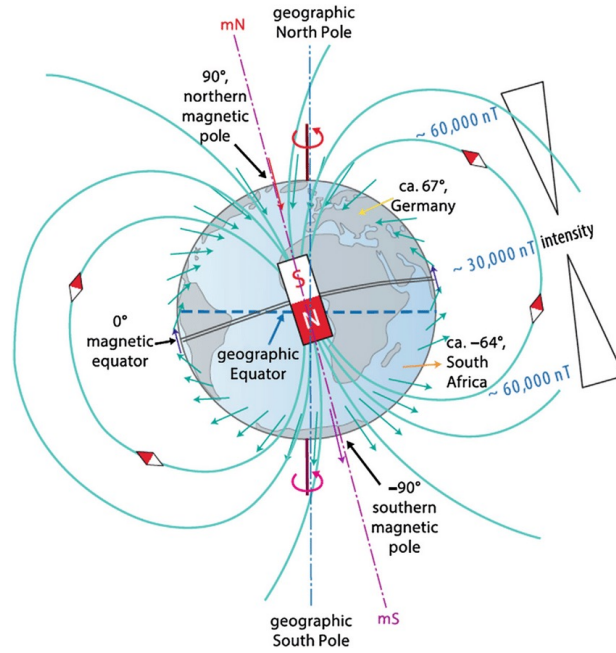 geographic
North Pole
mN
90°,
northern
magnetic
pole
~ 60,000 nT
ca. 67°,
Germany
~ 30,000 nT
intensity
S
N
0°
magnetic
equator
geographic
Equator
ca. –64°,
South
Africa
~ 60,000 nT
–90°
southern
magnetic
pole
geographic
South Pole
mS